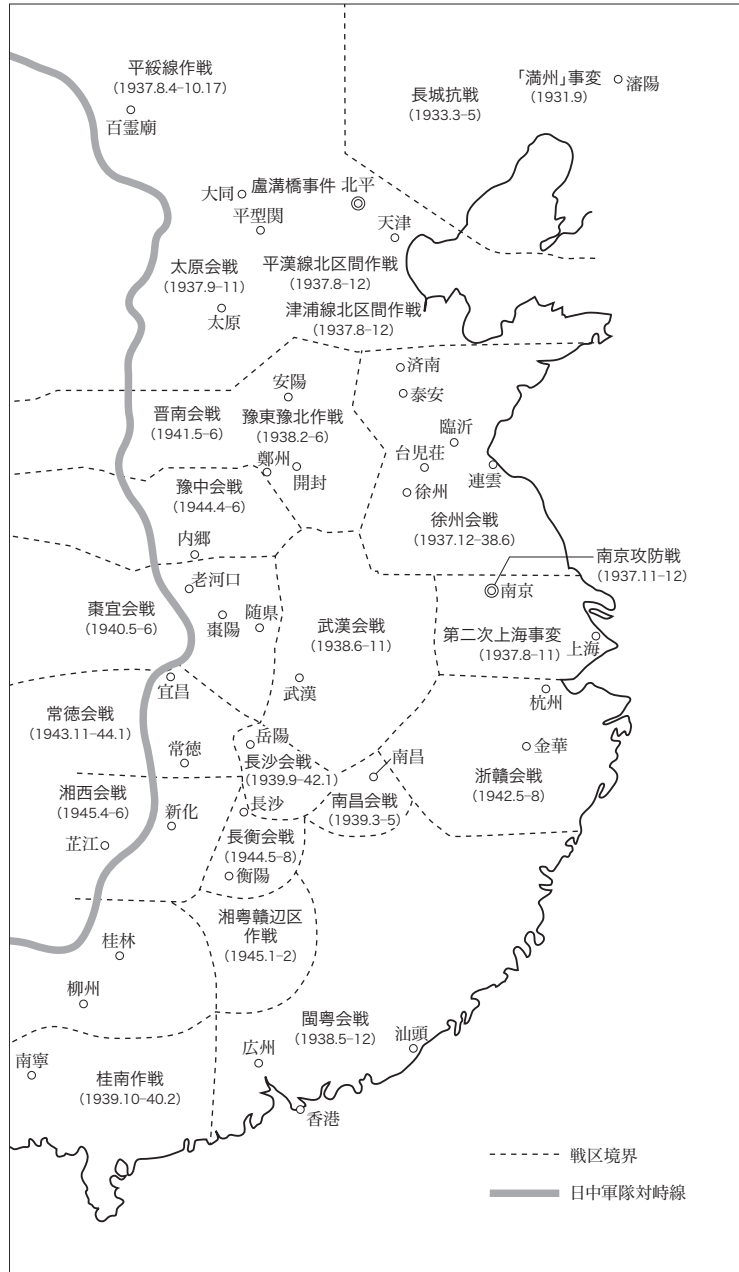 平綏線作戦
(1937.8.4–10.17)
百霊廟
「満州」事変
(1931.9)
瀋陽
長城抗戦
(1933.3–5)
大同
盧溝橋事件
北平
平型関
天津
太原会戦
(1937.9–11)
太原
平漢線北区間作戦
(1937.8–12)
津浦線北区間作戦
(1937.8–12)
済南
泰安
安陽
晋南会戦
(1941.5–6)
豫東豫北作戦
(1938.2–6)
臨沂
台児荘
連雲
鄭州
開封
徐州
豫中会戦
(1944.4–6)
徐州会戦
(1937.12–38.6)
内郷
南京攻防戦
(1937.11–12)
老河口
南京
棗宜会戦
(1940.5–6)
棗陽
随県
武漢会戦
(1938.6–11)
第二次上海事変
(1937.8–11)
上海
宜昌
武漢
杭州
常徳会戦
(1943.11–44.1)
常徳
岳陽
長沙会戦
(1939.9–42.1)
南昌
金華
浙贛会戦
(1942.5–8)
湘西会戦
(1945.4–6)
新化
長沙
南昌会戦
(1939.3–5)
芷江
長衡会戦
(1944.5–8)
衡陽
湘粤贛辺区
作戦
(1945.1–2)
桂林
柳州
閩粤会戦
(1938.5–12)
汕頭
広州
南寧
桂南作戦
(1939.10–40.2)
香港
戦区境界
日中軍隊対峙線